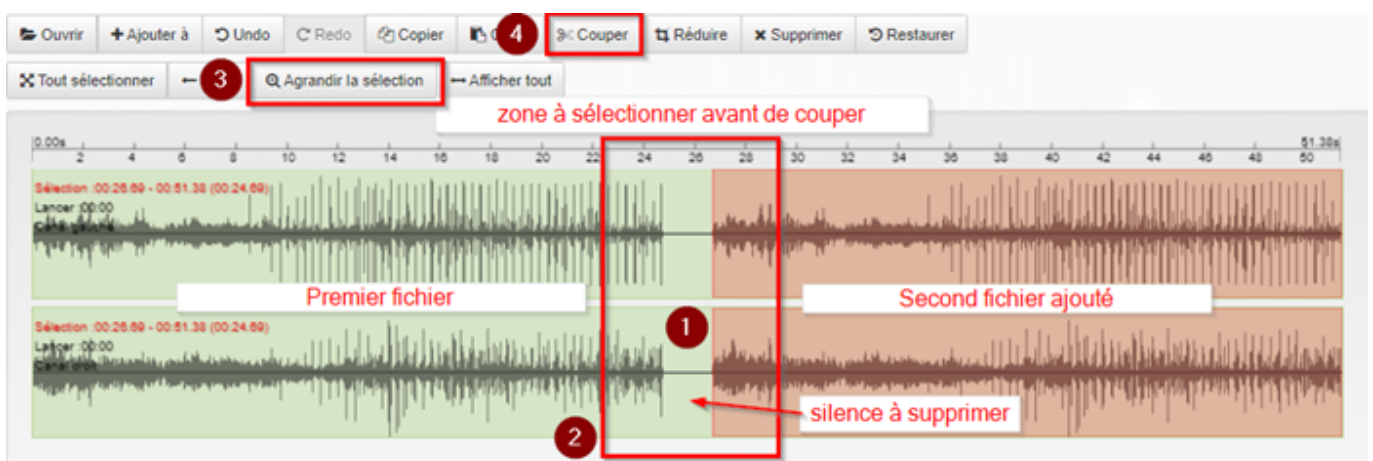 Ouvrir Ajouter à Undo Redo Copier 4 Couper Réduire Supprimer Restaurer
Tout sélectionner 3 Agrandir la sélection Afficher tout
zone à sélectionner avant de couper
0.00s 51.38s
2 4 6 8 10 12 14 16 18 20 22 24 26 28 30 32 34 36 38 40 42 44 46 48 50
Sélection :00:26.69 - 00:51.38 (00:24.69)
Lancer :00:00
Canal gauche
Premier fichier Second fichier ajouté
Sélection :00:26.69 - 00:51.38 (00:24.69)
1
Lancer :00:00
Canal droit
silence à supprimer
2